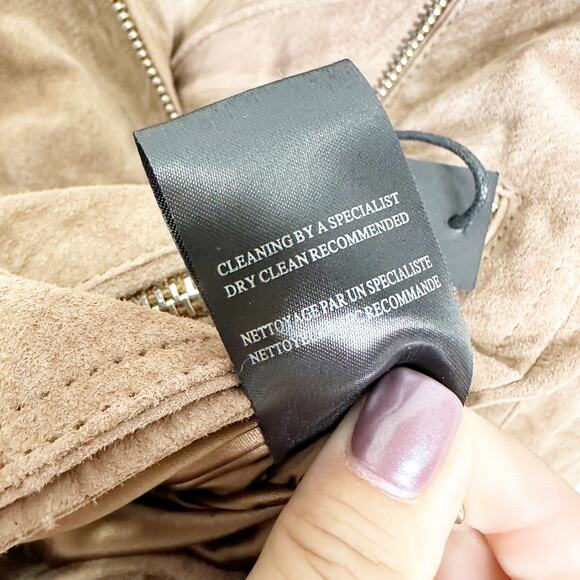 CLEANING BY A SPECIALIST
DRY CLEAN RECOMMENDED
NETTOYAGE PAR UN SPECIALISTE
RECOMMANDE